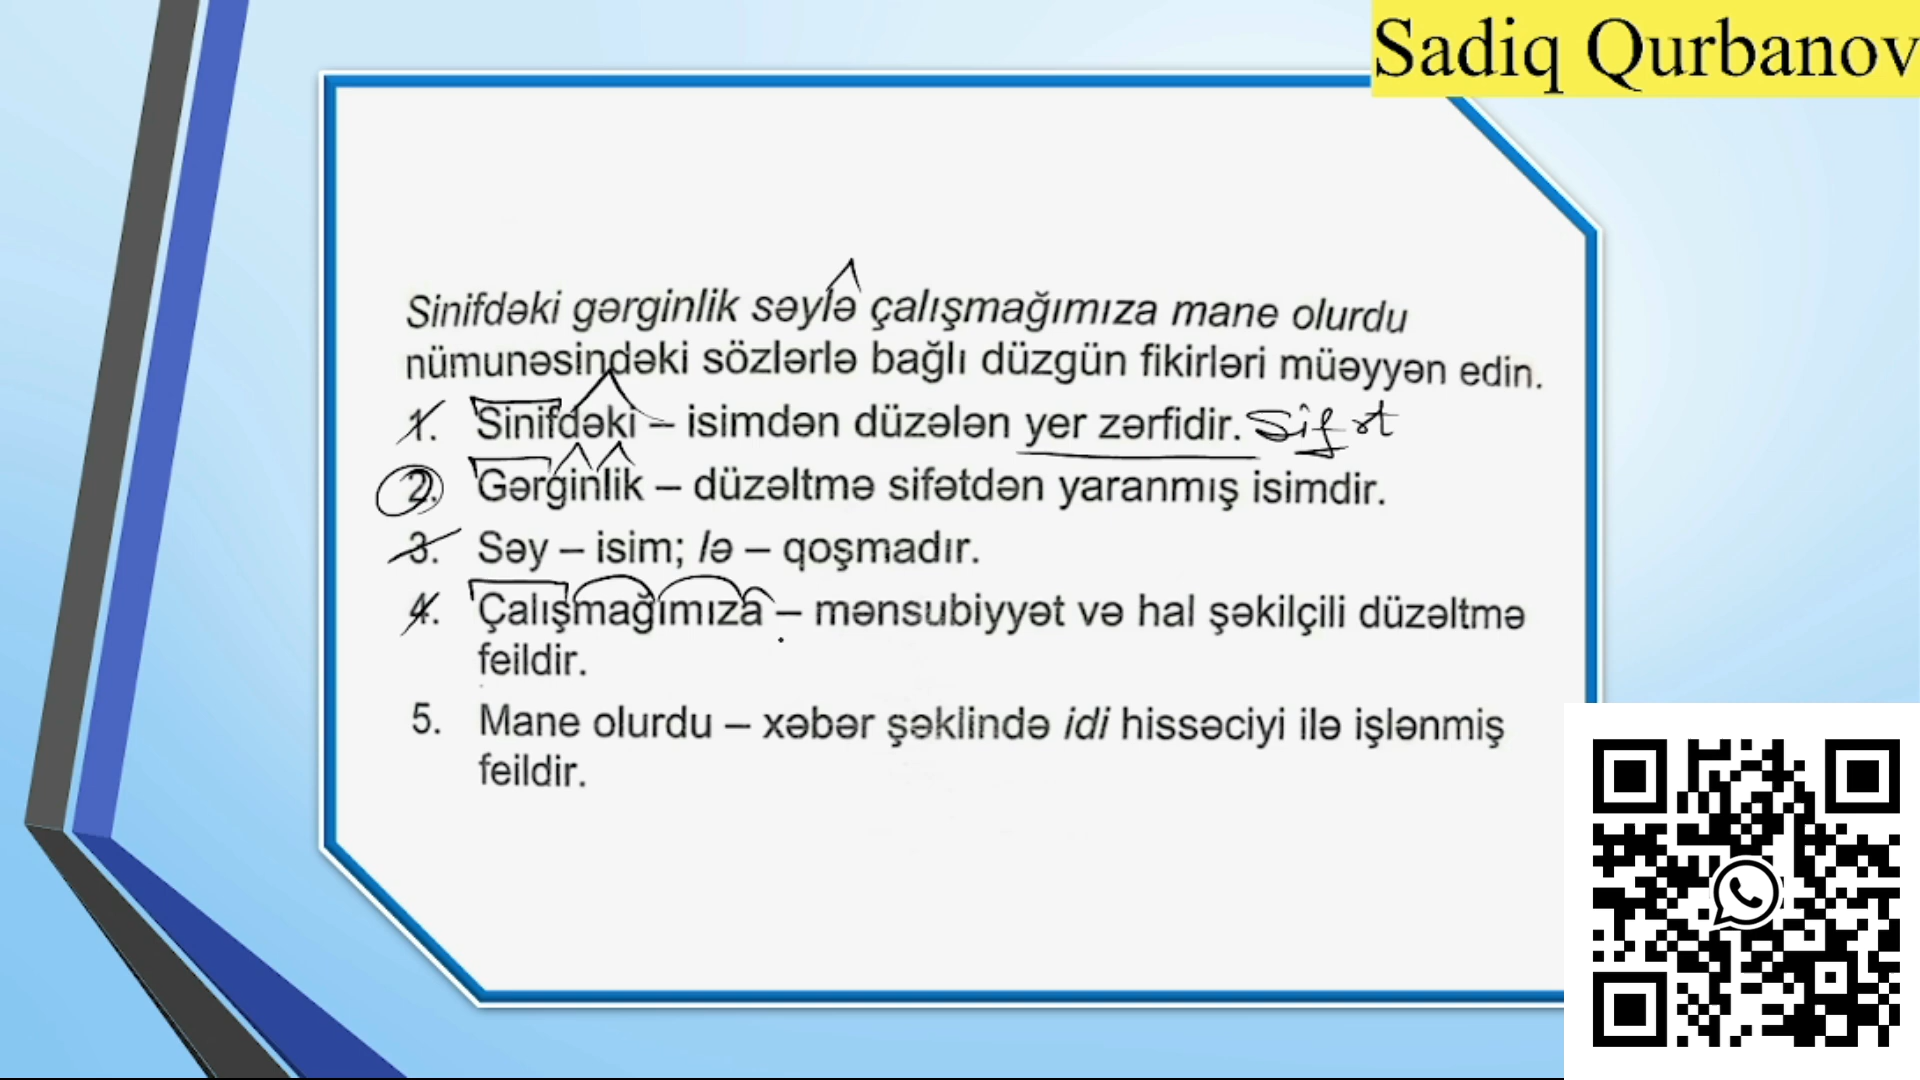 Sadiq Qurbanov
Sinifdəki gərginlik səylə çalışmağımıza mane olurdu
nümunəsindəki sözlərlə bağlı düzgün fikirləri müəyyən edin.
1. Sinifdəki – isimdən düzələn yer zərfidir. Sifət
2. Gərginlik – düzəltmə sifətdən yaranmış isimdir.
3. Səy – isim; lə – qoşmadır.
4. Çalışmağımıza – mənsubiyyət və hal şəkilçili düzəltmə
feildir.
5. Mane olurdu – xəbər şəklində idi hissəciyi ilə işlənmiş
feildir.